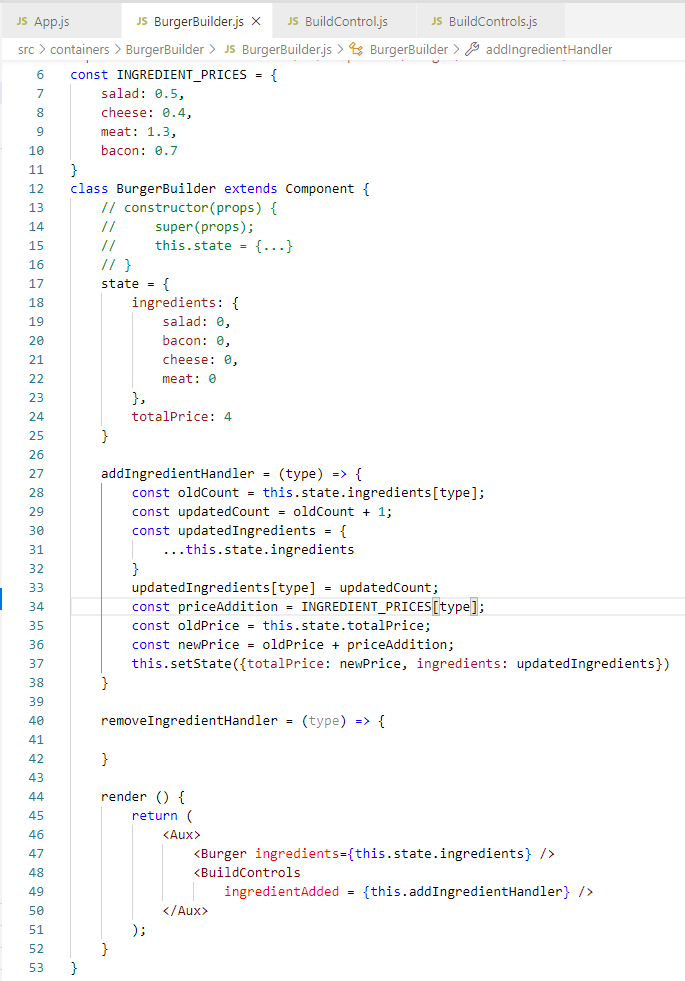 JS App.js JS BurgerBuilder.js × JS BuildControl.js JS BuildControls.js
src > containers > BurgerBuilder > JS BurgerBuilder.js > BurgerBuilder > addIngredientHandler
6 const INGREDIENT_PRICES = {
7     salad: 0.5,
8     cheese: 0.4,
9     meat: 1.3,
10     bacon: 0.7
11 }
12 class BurgerBuilder extends Component {
13     // constructor(props) {
14     //     super(props);
15     //     this.state = {...}
16     // }
17     state = {
18         ingredients: {
19             salad: 0,
20             bacon: 0,
21             cheese: 0,
22             meat: 0
23         },
24         totalPrice: 4
25     }
26
27     addIngredientHandler = (type) => {
28         const oldCount = this.state.ingredients[type];
29         const updatedCount = oldCount + 1;
30         const updatedIngredients = {
31             ...this.state.ingredients
32         }
33         updatedIngredients[type] = updatedCount;
34         const priceAddition = INGREDIENT_PRICES[type];
35         const oldPrice = this.state.totalPrice;
36         const newPrice = oldPrice + priceAddition;
37         this.setState({totalPrice: newPrice, ingredients: updatedIngredients})
38     }
39
40     removeIngredientHandler = (type) => {
41
42     }
43
44     render () {
45         return (
46             <Aux>
47                 <Burger ingredients={this.state.ingredients} />
48                 <BuildControls
49                     ingredientAdded = {this.addIngredientHandler} />
50             </Aux>
51         );
52     }
53 }